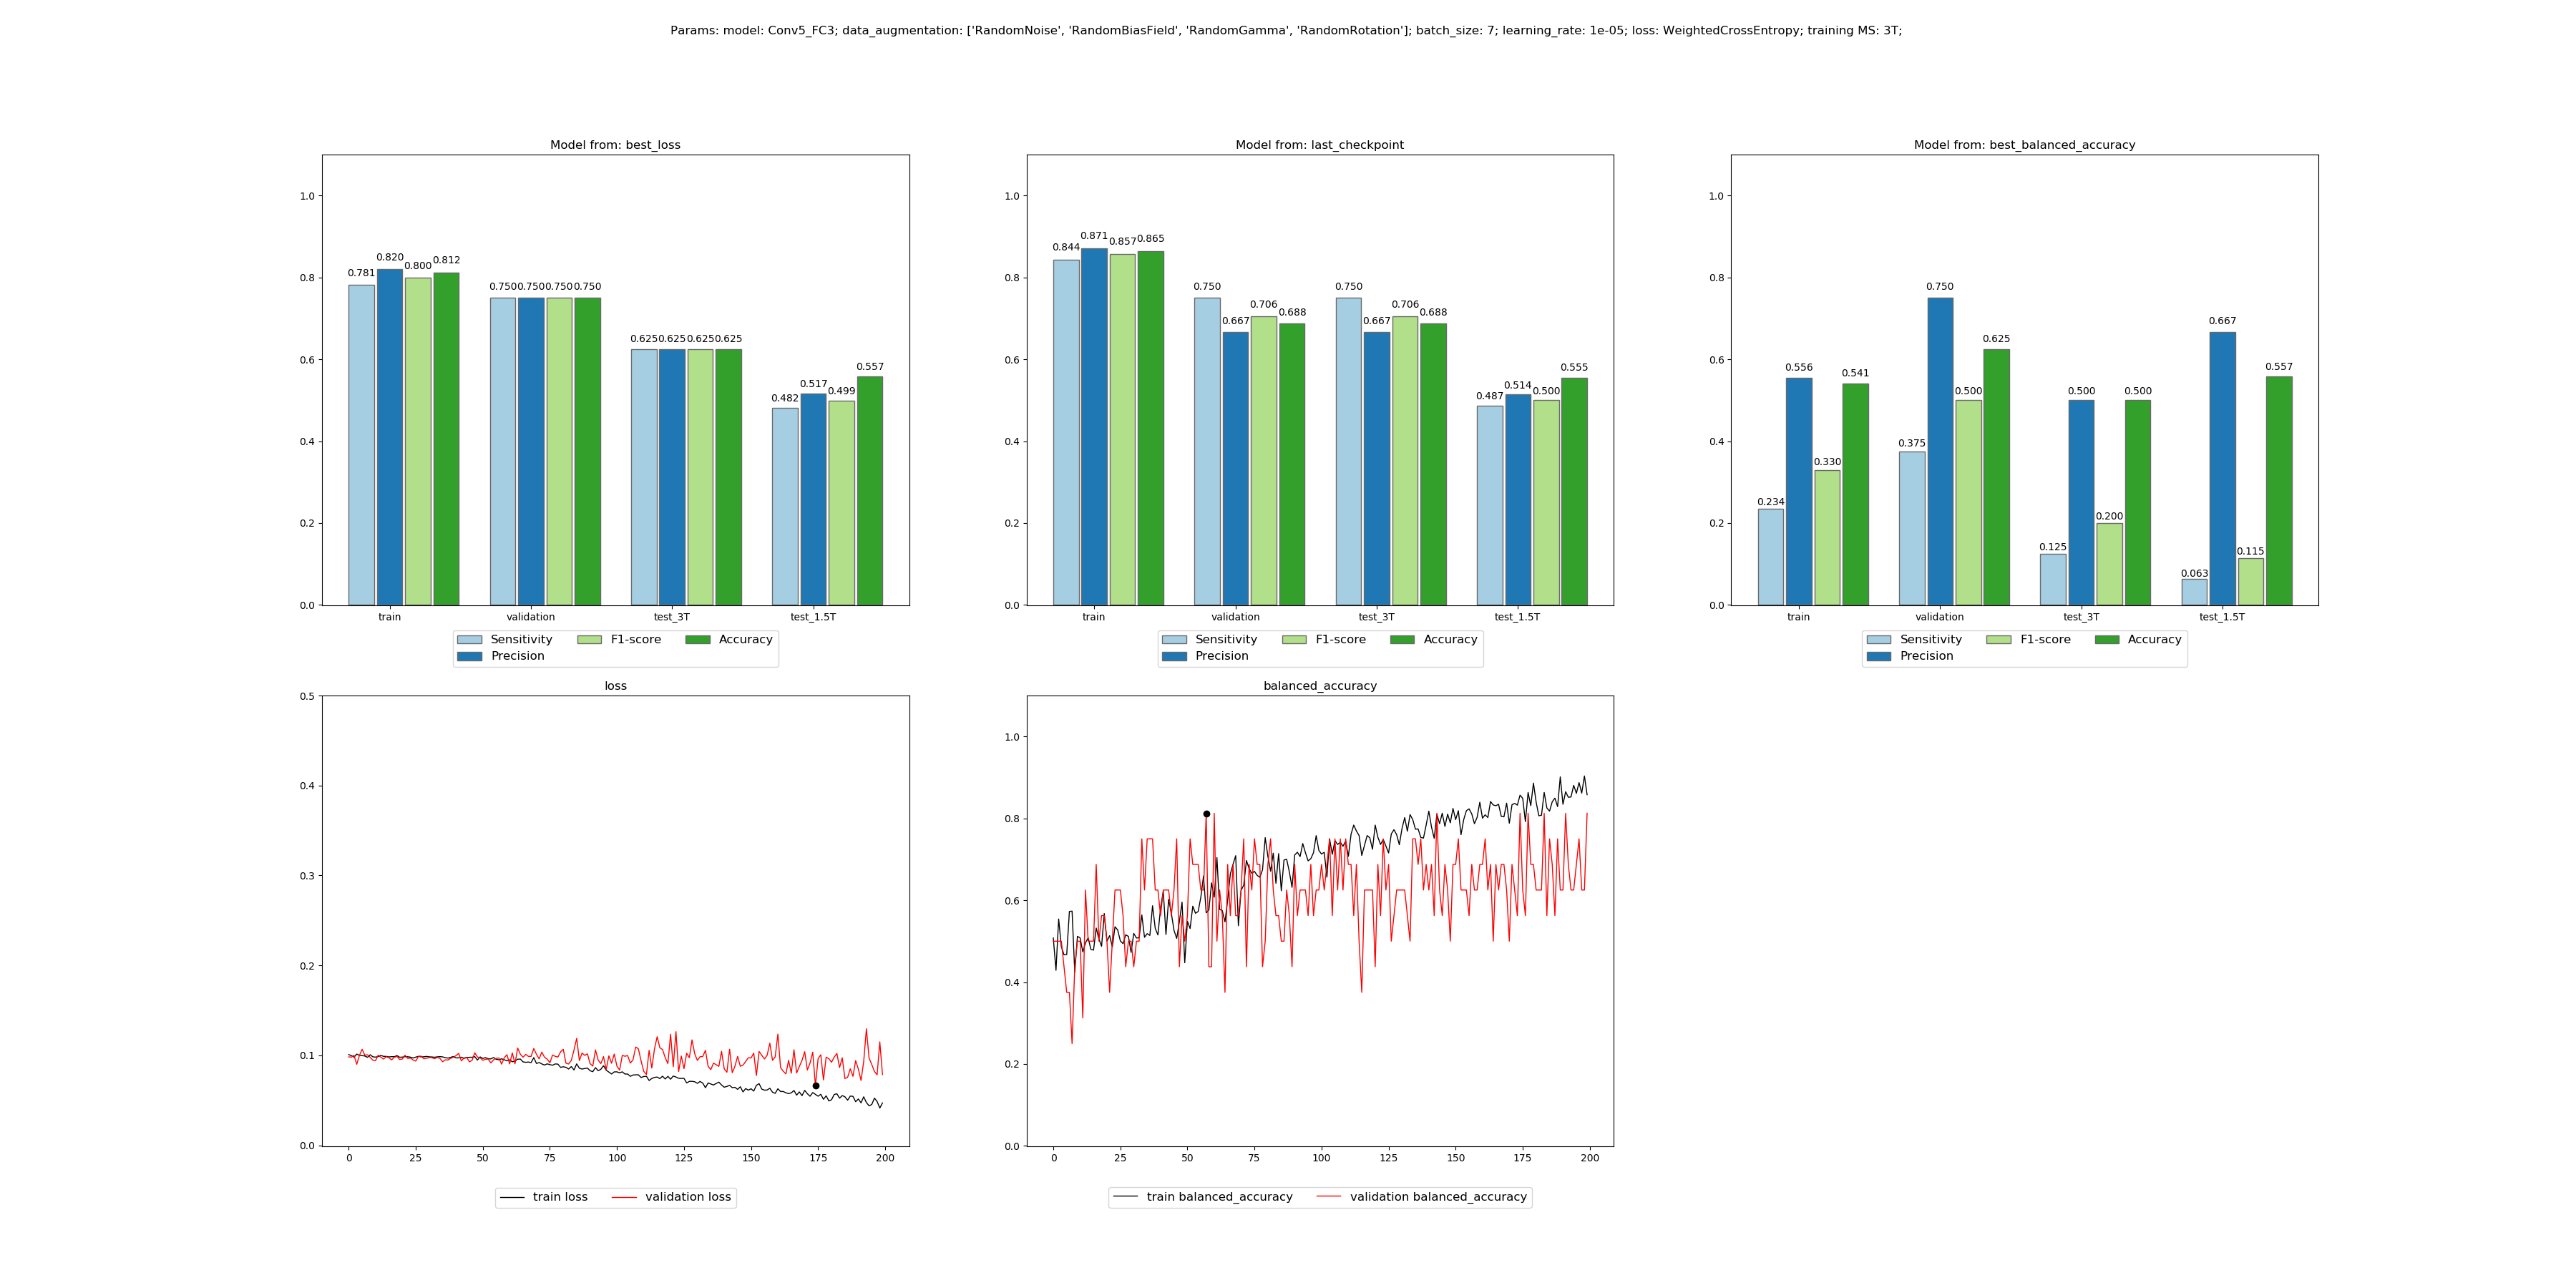 Params: model: Conv5_FC3; data_augmentation: ['RandomNoise', 'RandomBiasField', 'RandomGamma', 'RandomRotation']; batch_size: 7; learning_rate: 1e-05; loss: WeightedCrossEntropy; training MS: 3T;
Model from: best_loss
1.0
0.8
0.6
0.4
0.2
0.0
0.781 0.820 0.800 0.812
0.750 0.750 0.750 0.750
0.625 0.625 0.625 0.625
0.482 0.517 0.499 0.557
train validation test_3T test_1.5T
Sensitivity F1-score Accuracy
Precision
Model from: last_checkpoint
1.0
0.8
0.6
0.4
0.2
0.0
0.844 0.871 0.857 0.865
0.750 0.667 0.706 0.688
0.750 0.667 0.706 0.688
0.487 0.514 0.500 0.555
train validation test_3T test_1.5T
Sensitivity F1-score Accuracy
Precision
Model from: best_balanced_accuracy
1.0
0.8
0.6
0.4
0.2
0.0
0.234 0.556 0.330 0.541
0.375 0.750 0.500 0.625
0.125 0.500 0.200 0.500
0.063 0.667 0.115 0.557
train validation test_3T test_1.5T
Sensitivity F1-score Accuracy
Precision
loss
0.5
0.4
0.3
0.2
0.1
0.0
0 25 50 75 100 125 150 175 200
train loss validation loss
balanced_accuracy
1.0
0.8
0.6
0.4
0.2
0.0
0 25 50 75 100 125 150 175 200
train balanced_accuracy validation balanced_accuracy